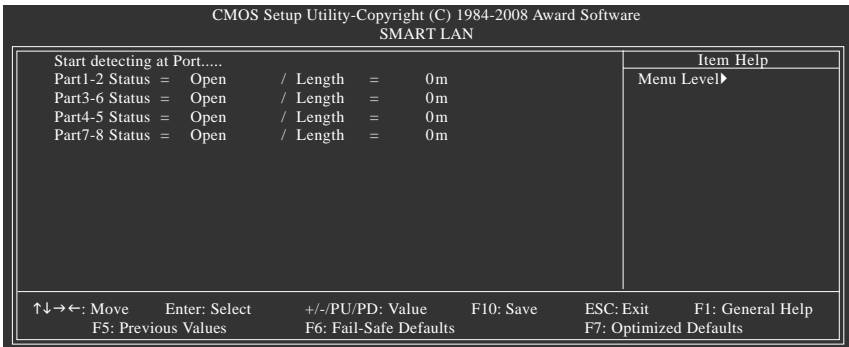 CMOS Setup Utility-Copyright (C) 1984-2008 Award Software
SMART LAN
Start detecting at Port.....
Part1-2 Status = Open / Length = 0m
Part3-6 Status = Open / Length = 0m
Part4-5 Status = Open / Length = 0m
Part7-8 Status = Open / Length = 0m
Item Help
Menu Level▶
↑↓→←: Move Enter: Select +/-/PU/PD: Value F10: Save ESC: Exit F1: General Help
F5: Previous Values F6: Fail-Safe Defaults F7: Optimized Defaults